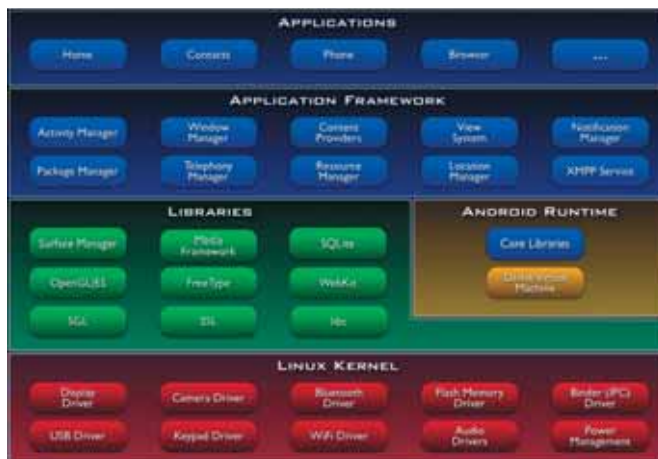 APPLICATIONS
Home
Contacts
Phone
Browser
...
APPLICATION FRAMEWORK
Activity Manager
Window
Manager
Content
Providers
View
System
Notification
Manager
Package Manager
Telephony
Manager
Resource
Manager
Location
Manager
XMPP Service
LIBRARIES
Surface Manager
Media
Framework
SQLite
OpenGL|ES
FreeType
WebKit
SGL
SSL
libc
ANDROID RUNTIME
Core Libraries
Dalvik Virtual
Machine
LINUX KERNEL
Display
Driver
Camera Driver
Bluetooth
Driver
Flash Memory
Driver
Binder (IPC)
Driver
USB Driver
Keypad Driver
WiFi Driver
Audio
Drivers
Power
Management